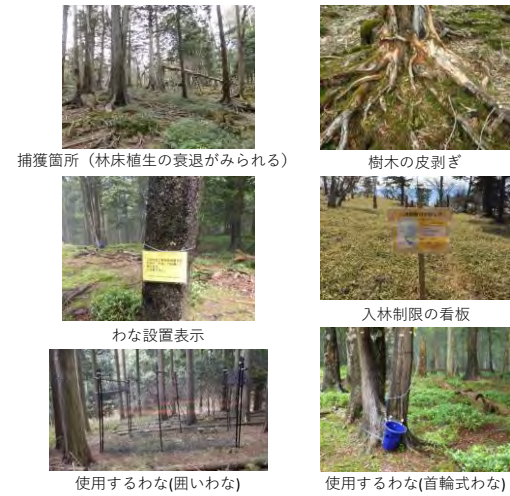 捕獲箇所（林床植生の衰退がみられる）
樹木の皮剥ぎ
わな設置表示
入林制限の看板
使用するわな(囲いわな)
使用するわな(首輪式わな)